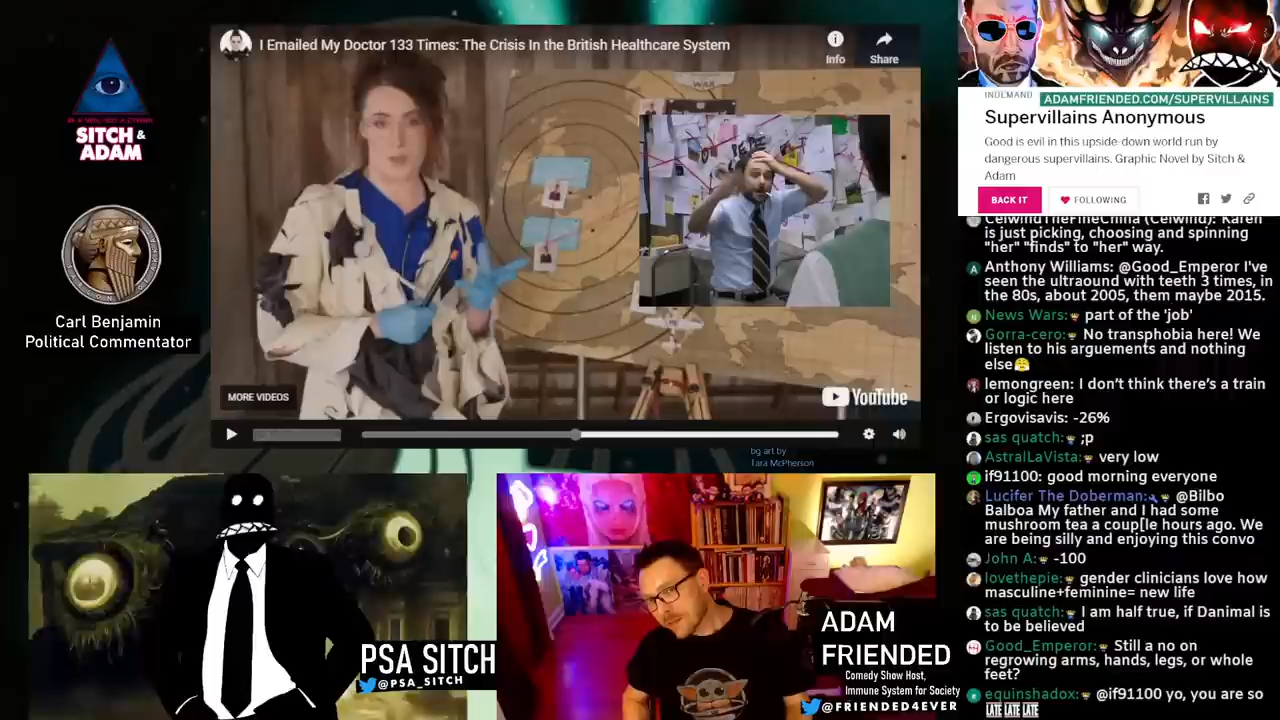 I Emailed My Doctor 133 Times: The Crisis In the British Healthcare System
Info
Share
WAR
MORE VIDEOS
YouTube
SITCH &
ADAM
Carl Benjamin
Political Commentator
bg art by
Tara McPherson
PSA SITCH
@PSA_SITCH
ADAM
FRIENDED
Comedy Show Host,
Immune System for Society
@FRIENDED4EVER
INDEMAND
ADAMFRIENDED.COM/SUPERVILLAINS
Supervillains Anonymous
Good is evil in this upside-down world run by
dangerous supervillains. Graphic Novel by Sitch &
Adam
BACK IT
FOLLOWING
CelwindTheFineChina (Celwind): Karen
is just picking, choosing and spinning
"her" "finds" to "her" way.
Anthony Williams: @Good_Emperor I've
seen the ultraound with teeth 3 times, in
the 80s, about 2005, them maybe 2015.
News Wars: part of the 'job'
Gorra-cero: No transphobia here! We
listen to his arguements and nothing
else
lemongreen: I don't think there's a train
or logic here
Ergovisavis: -26%
sas quatch: ;p
AstralLaVista: very low
if91100: good morning everyone
Lucifer The Doberman: @Bilbo
Balboa My father and I had some
mushroom tea a coup[le hours ago. We
are being silly and enjoying this convo
John A: -100
lovethepie: gender clinicians love how
masculine+feminine= new life
sas quatch: I am half true, if Danimal is
to be believed
Good_Emperor: Still a no on
regrowing arms, hands, legs, or whole
feet?
equinshadox: @if91100 yo, you are so
LATE LATE LATE